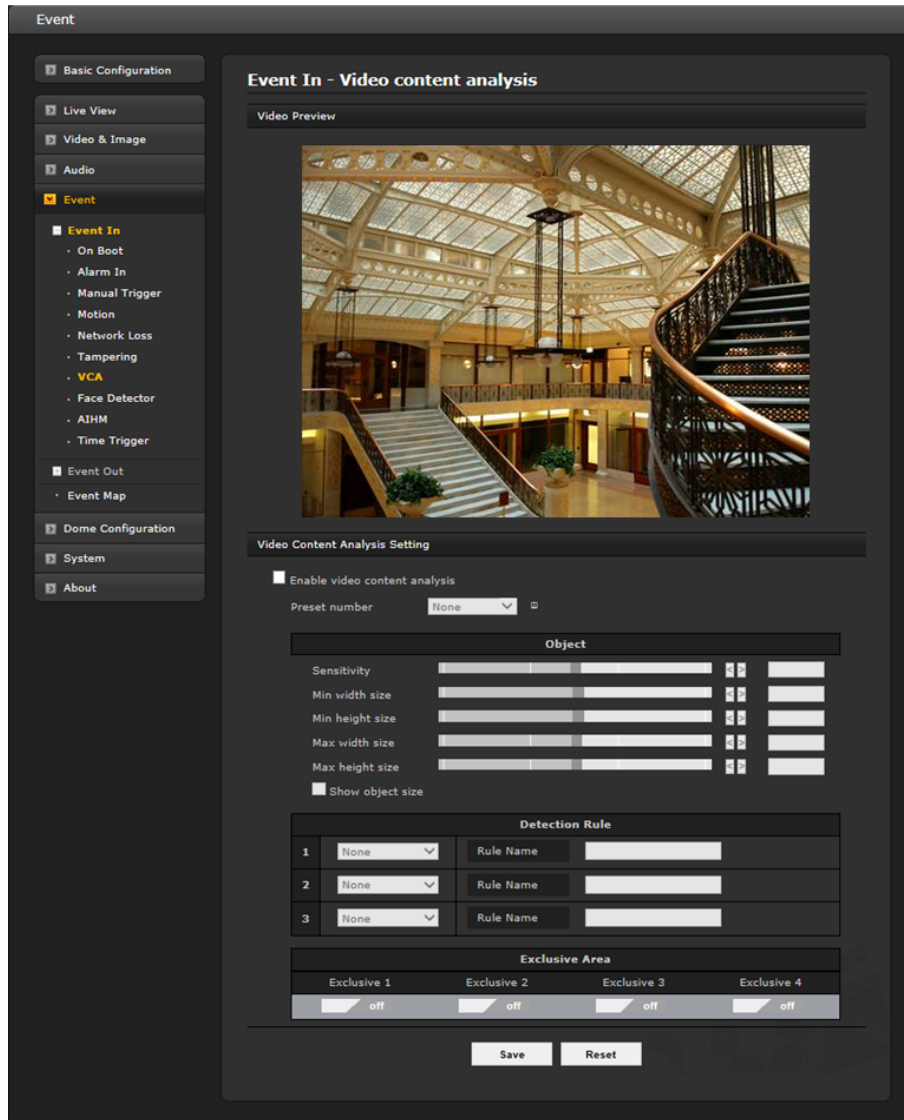 Event
Basic Configuration
Live View
Video & Image
Audio
Event
Event In
On Boot
Alarm In
Manual Trigger
Motion
Network Loss
Tampering
VCA
Face Detector
AIHM
Time Trigger
Event Out
Event Map
Dome Configuration
System
About
Event In - Video content analysis
Video Preview
Video Content Analysis Setting
Enable video content analysis
Preset number None
Object
Sensitivity < >
Min width size < >
Min height size < >
Max width size < >
Max height size < >
Show object size
Detection Rule
1 None Rule Name
2 None Rule Name
3 None Rule Name
Exclusive Area
Exclusive 1 Exclusive 2 Exclusive 3 Exclusive 4
off off off off
Save Reset